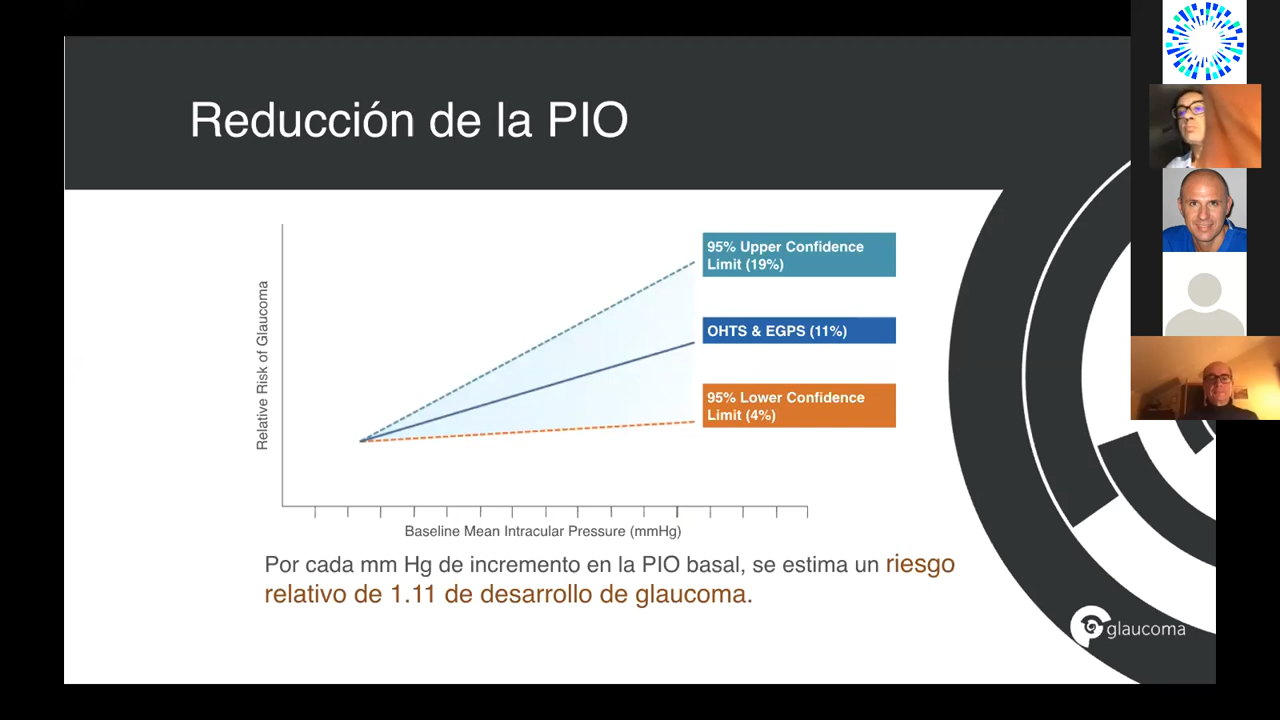 Reducción de la PIO
95% Upper Confidence
Limit (19%)
OHTS & EGPS (11%)
95% Lower Confidence
Limit (4%)
Relative Risk of Glaucoma
Baseline Mean Intracular Pressure (mmHg)
Por cada mm Hg de incremento en la PIO basal, se estima un riesgo
relativo de 1.11 de desarrollo de glaucoma.
glaucoma